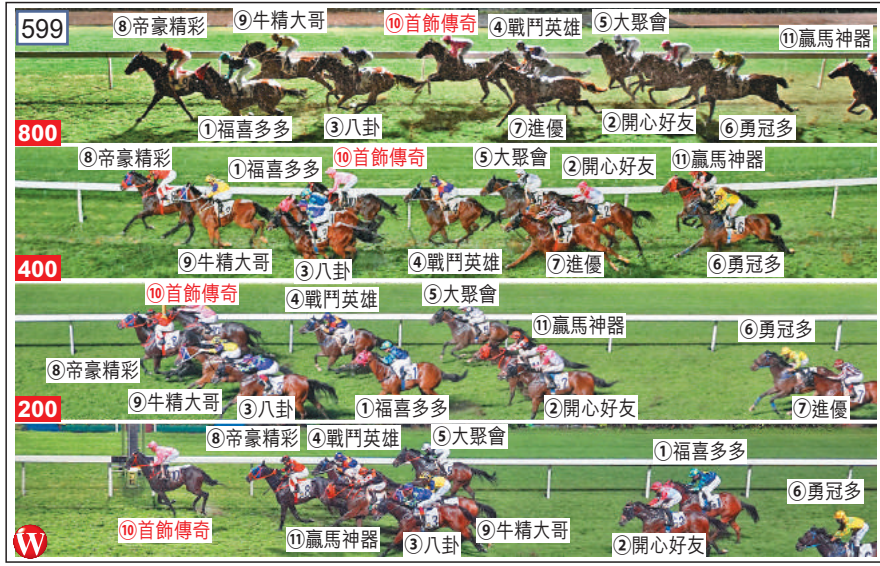 599
⑧帝豪精彩 ⑨牛精大哥 ⑩首飾傳奇 ④戰鬥英雄 ⑤大聚會 ⑪贏馬神器
①福喜多多 ③八卦 ⑦進優 ②開心好友 ⑥勇冠多
800
⑧帝豪精彩 ①福喜多多 ⑩首飾傳奇 ⑤大聚會 ②開心好友 ⑪贏馬神器
⑨牛精大哥 ③八卦 ④戰鬥英雄 ⑦進優 ⑥勇冠多
400
⑩首飾傳奇 ④戰鬥英雄 ⑤大聚會 ⑪贏馬神器 ⑥勇冠多
⑧帝豪精彩 ⑨牛精大哥 ③八卦 ①福喜多多 ②開心好友 ⑦進優
200
⑧帝豪精彩 ④戰鬥英雄 ⑤大聚會 ①福喜多多 ⑥勇冠多
⑩首飾傳奇 ⑪贏馬神器 ③八卦 ⑨牛精大哥 ②開心好友
W